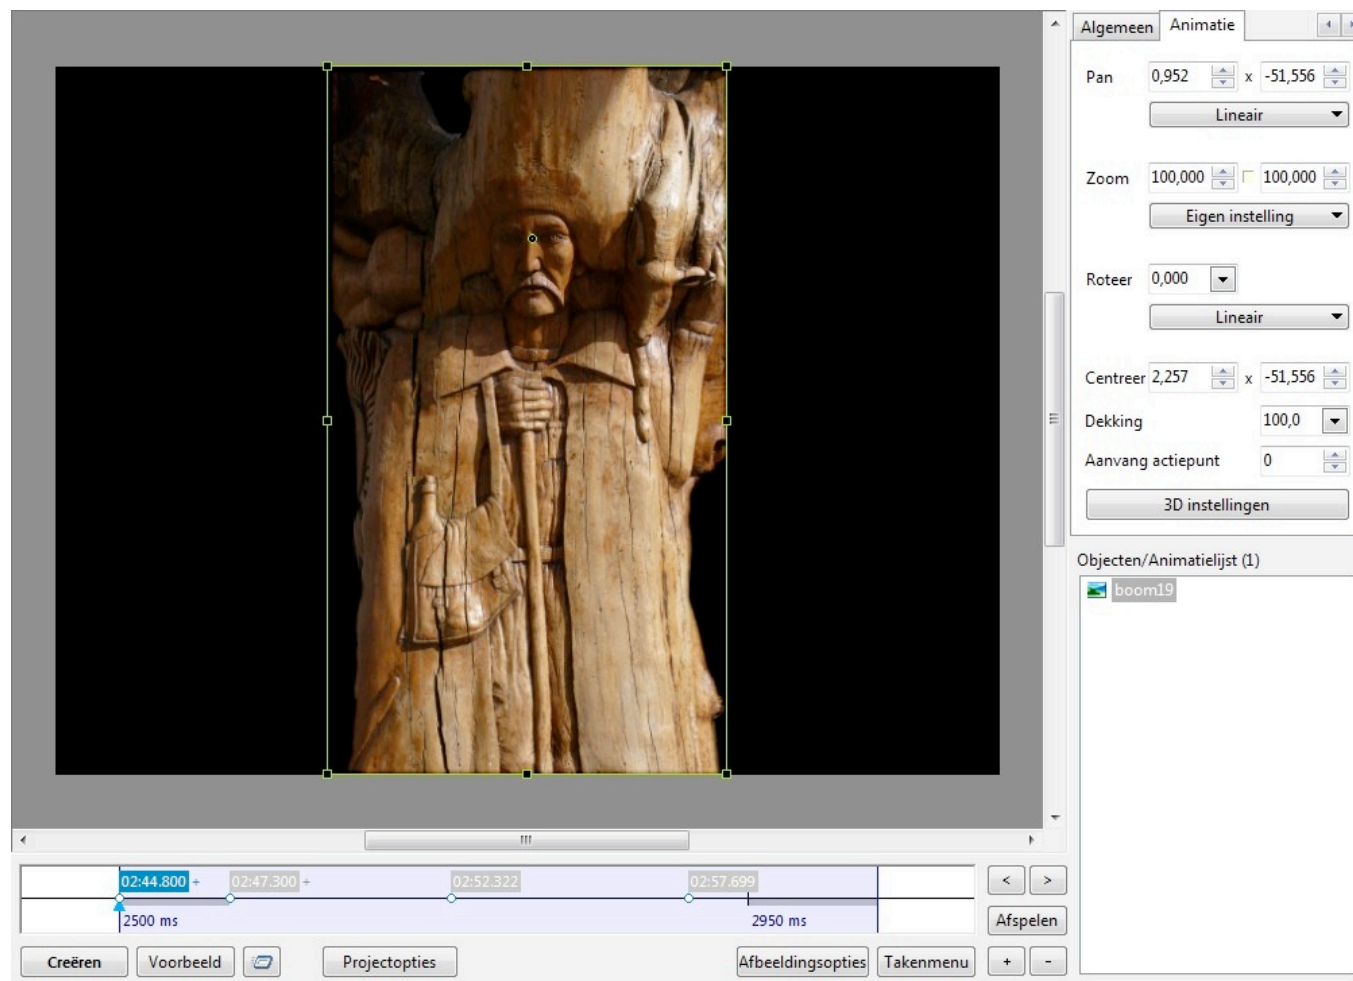 Algemeen Animatie
Pan 0,952 x -51,556
Lineair
Zoom 100,000 100,000
Eigen instelling
Roteer 0,000
Lineair
Centreer 2,257 x -51,556
Dekking 100,0
Aanvang actiepunt 0
3D instellingen
Objecten/Animatielijst (1)
boom19
02:44.800 + 02:47.300 + 02:52.322 02:57.699
2500 ms 2950 ms
< >
Afspelen
Creëren Voorbeeld Projectopties Afbeeldingsopties Takenmenu + -